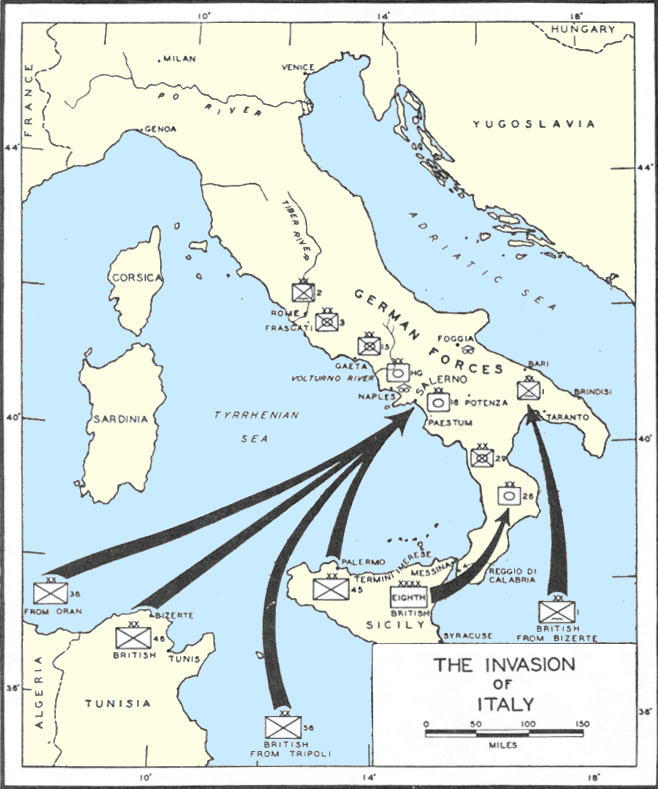 10°
14°
18°
HUNGARY
MILAN
VENICE
FRANCE
PO RIVER
YUGOSLAVIA
GENOA
44°
44°
TIBER RIVER
ADRIATIC SEA
CORSICA
XX
2
ROME
XX
3
FRASCATI
GERMAN FORCES
XX
15
FOGGIA
GAETA
XX
HG
BARI
VOLTURNO RIVER
SALERNO
XX
1
BRINDISI
NAPLES
XX
16
POTENZA
TARANTO
SARDINIA
TYRRHENIAN
SEA
PAESTUM
40°
40°
XX
29
XX
26
PALERMO
TERMINI IMERESE
MESSINA
REGGIO DI
CALABRIA
XX
36
FROM ORAN
XX
45
XXXX
EIGHTH
BRITISH
SICILY
XX
1
BRITISH
FROM BIZERTE
BIZERTE
XX
46
BRITISH
TUNIS
SYRACUSE
ALGERIA
TUNISIA
36°
36°
XX
56
BRITISH
FROM TRIPOLI
THE INVASION
OF
ITALY
0 50 100 150
MILES
10°
14°
18°